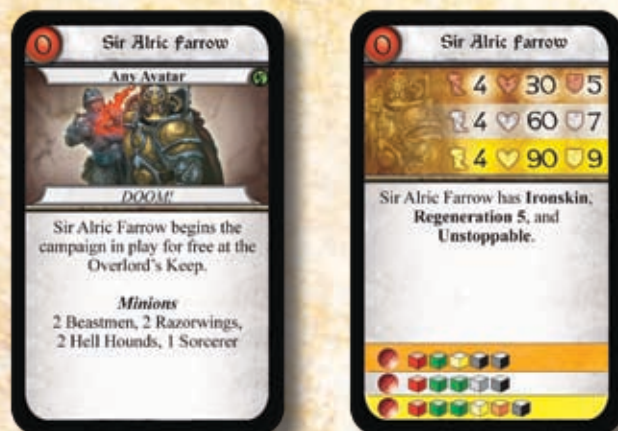 0 Sir Alric Farrow
Any Avatar
DOOM!
Sir Alric Farrow begins the
campaign in play for free at the
Overlord's Keep.
Minions
2 Beastmen, 2 Razorwings,
2 Hell Hounds, 1 Sorcerer
0 Sir Alric Farrow
4 30 5
4 60 7
4 90 9
Sir Alric Farrow has Ironskin,
Regeneration 5, and
Unstoppable.